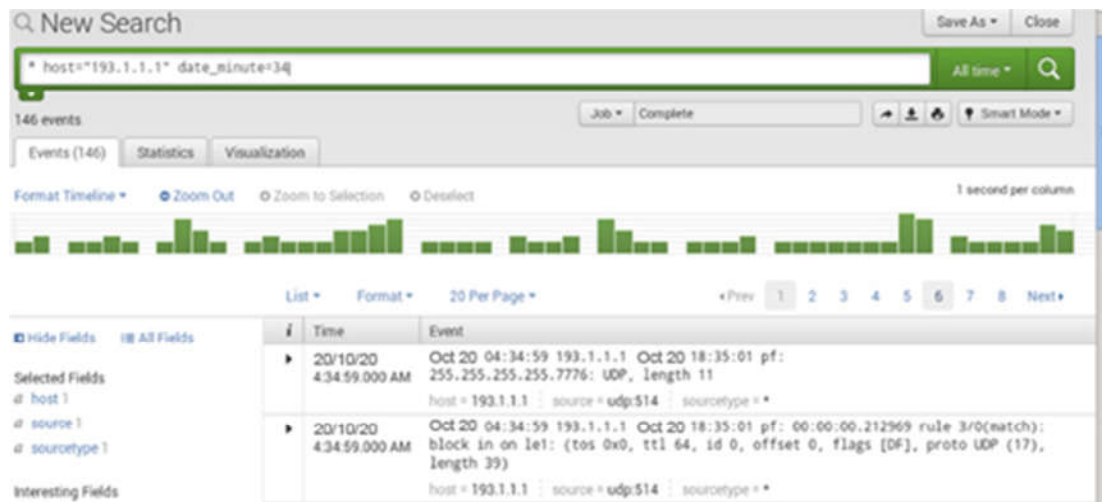 New Search
Save As
Close
* host="193.1.1.1" date_minute=34
All time
146 events
Job
Complete
Smart Mode
Events (146)
Statistics
Visualization
Format Timeline
Zoom Out
Zoom to Selection
Deselect
1 second per column
List
Format
20 Per Page
Prev 1 2 3 4 5 6 7 8 Next
Hide Fields
All Fields
i Time Event
Selected Fields
a host 1
a source 1
a sourcetype 1
Interesting Fields
20/10/20
4:34:59.000 AM
Oct 20 04:34:59 193.1.1.1 Oct 20 18:35:01 pf:
255.255.255.255.7776: UDP, length 11
host = 193.1.1.1 source = udp:514 sourcetype = *
20/10/20
4:34:59.000 AM
Oct 20 04:34:59 193.1.1.1 Oct 20 18:35:01 pf: 00:00:00.212969 rule 3/0(match):
block in on le1: (tos 0x0, ttl 64, id 0, offset 0, flags [DF], proto UDP (17),
length 39)
host = 193.1.1.1 source = udp:514 sourcetype = *